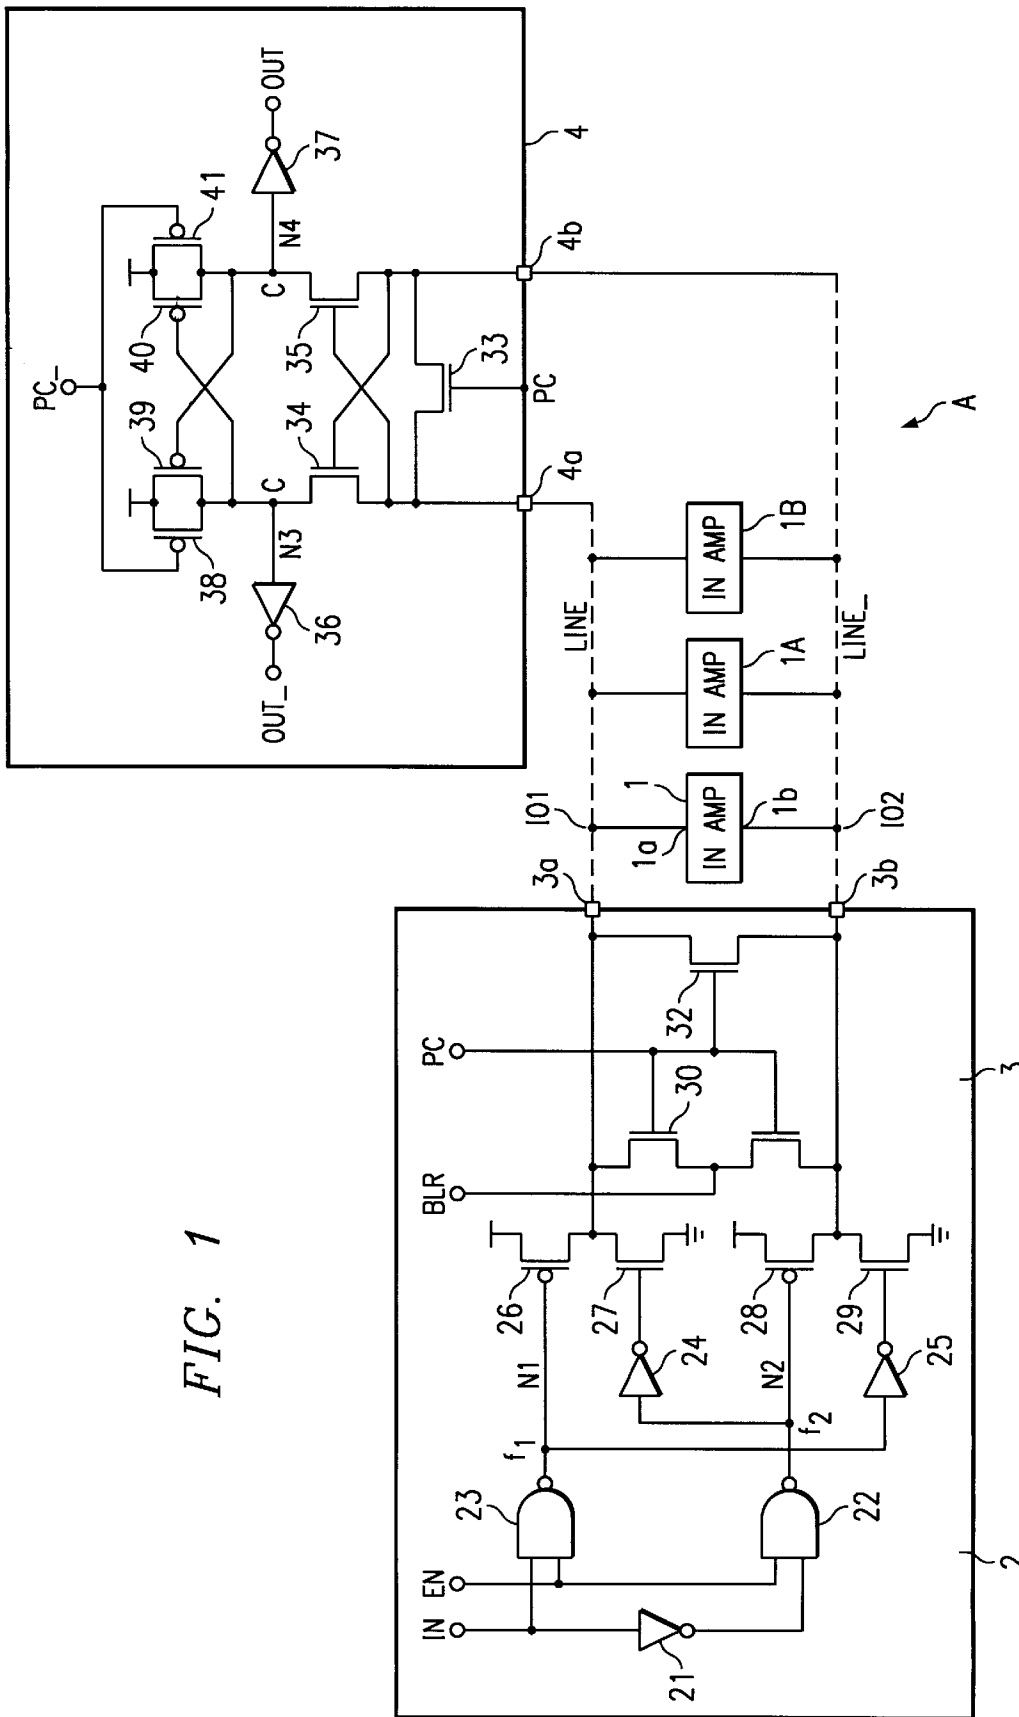 FIG. 1
IN
EN
21
22
23
f1
f2
N1
N2
24
25
26
27
28
29
BLR
PC
30
32
2
3
3a
3b
IO1
IO2
1a
1b
1
IN AMP
IN AMP
1A
IN AMP
1B
LINE
LINE_
A
4a
4b
4
PC
33
34
35
C
C
N3
N4
36
37
OUT_
OUT
38
39
40
41
PC_